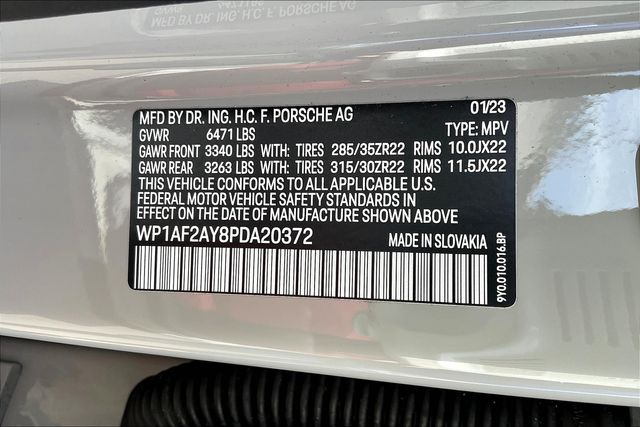 MFD BY DR. ING. H.C. F. PORSCHE AG 01/23
GVWR 6471 LBS TYPE: MPV
GAWR FRONT 3340 LBS WITH: TIRES 285/35ZR22 RIMS 10.0JX22
GAWR REAR 3263 LBS WITH: TIRES 315/30ZR22 RIMS 11.5JX22
THIS VEHICLE CONFORMS TO ALL APPLICABLE U.S.
FEDERAL MOTOR VEHICLE SAFETY STANDARDS IN
EFFECT ON THE DATE OF MANUFACTURE SHOWN ABOVE
WP1AF2AY8PDA20372 MADE IN SLOVAKIA
9Y0.010.016.BP